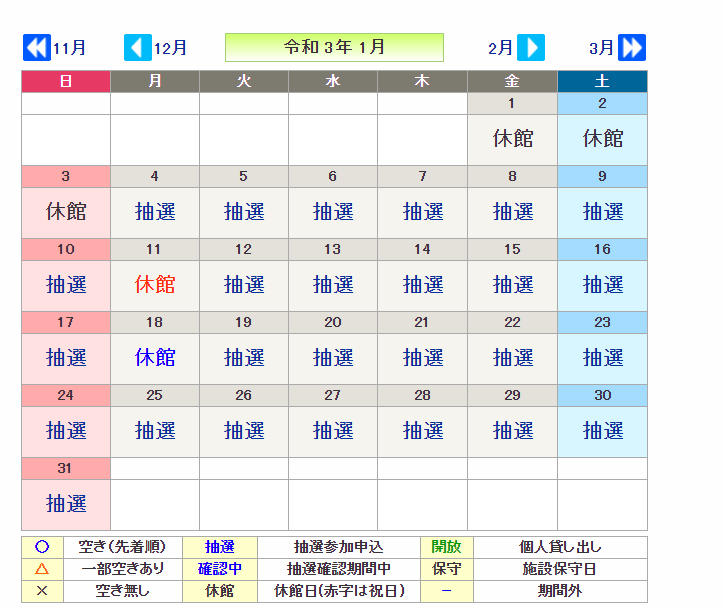 11月 12月 令和3年1月 2月 3月
日 月 火 水 木 金 土
1 2
休館 休館
3 4 5 6 7 8 9
休館 抽選 抽選 抽選 抽選 抽選 抽選
10 11 12 13 14 15 16
抽選 休館 抽選 抽選 抽選 抽選 抽選
17 18 19 20 21 22 23
抽選 休館 抽選 抽選 抽選 抽選 抽選
24 25 26 27 28 29 30
抽選 抽選 抽選 抽選 抽選 抽選 抽選
31
抽選
○ 空き(先着順) 抽選 抽選参加申込 開放 個人貸し出し
△ 一部空きあり 確認中 抽選確認期間中 保守 施設保守日
× 空き無し 休館 休館日(赤字は祝日) － 期間外